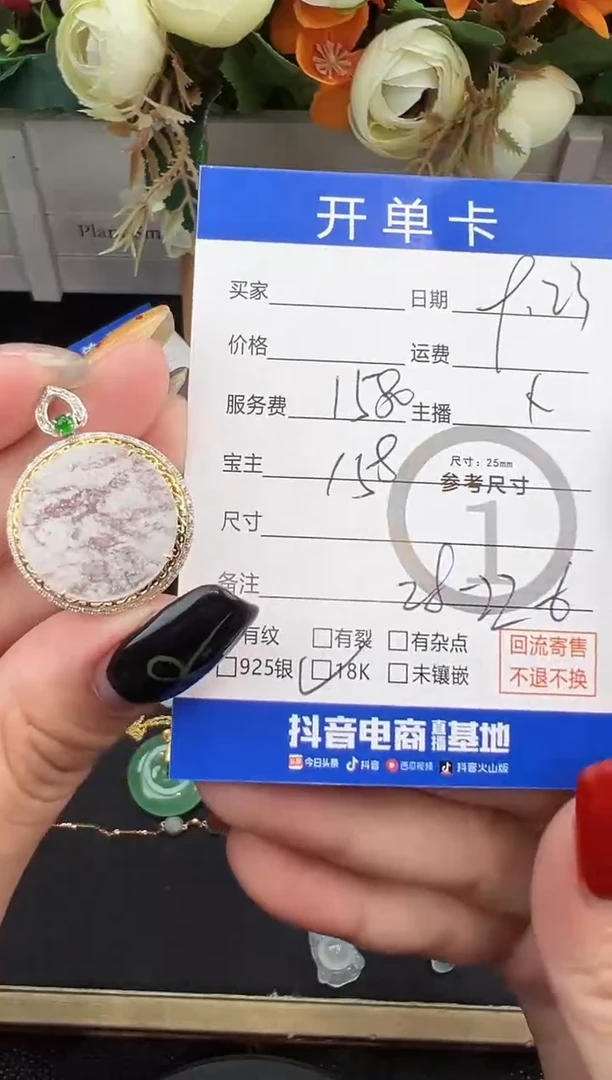 开单卡
买家 日期 9.23
价格 运费
服务费 1580 主播 K
宝主 158
尺寸：25mm
参考尺寸
1
尺寸
备注 28-22-6
有纹 □有裂 □有杂点
□925银 □18K □未镶嵌
回流寄售
不退不换
抖音电商直播基地
今日头条 抖音 西瓜视频 抖音火山版